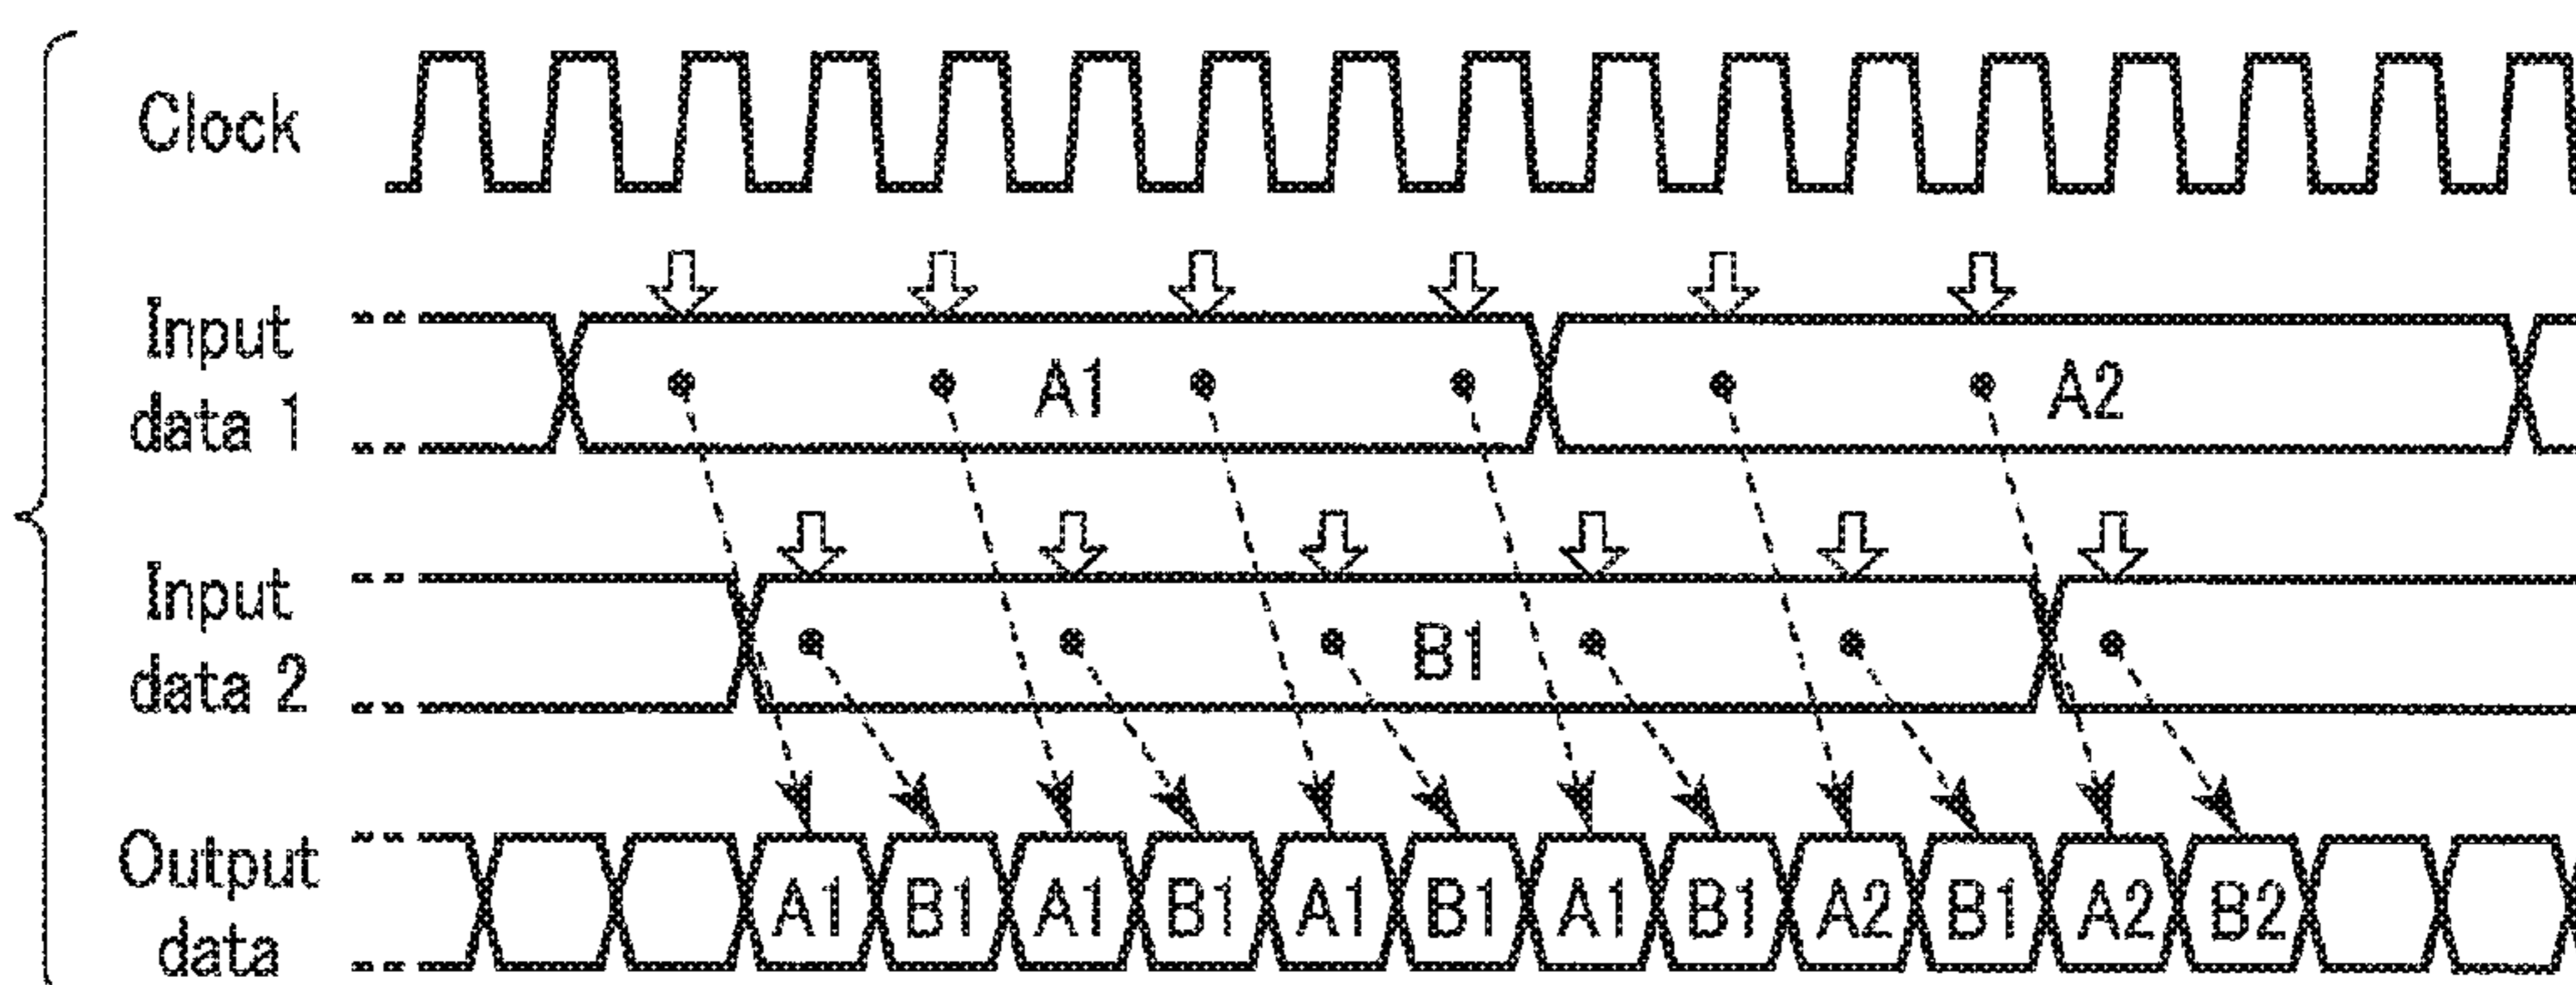 Clock
Input
data 1
A1
A2
Input
data 2
B1
Output
data
A1 B1 A1 B1 A1 B1 A1 B1 A2 B1 A2 B2